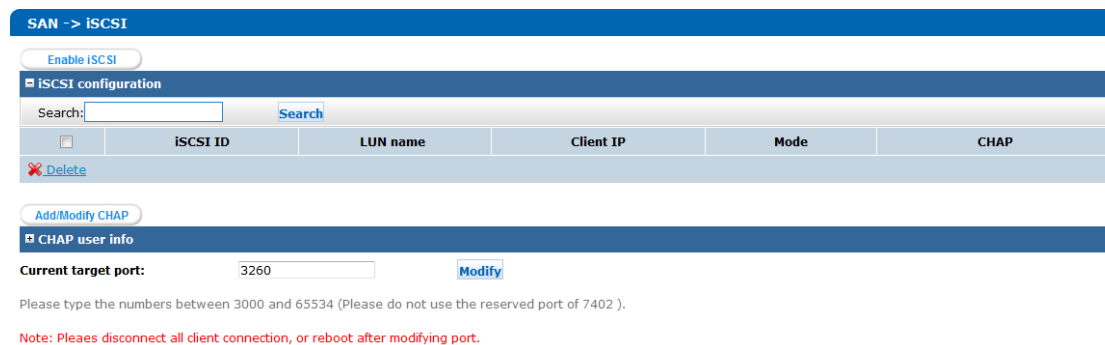 SAN -> iSCSI
Enable iSCSI
iSCSI configuration
Search: Search
iSCSI ID LUN name Client IP Mode CHAP
Delete
Add/Modify CHAP
CHAP user info
Current target port: 3260 Modify
Please type the numbers between 3000 and 65534 (Please do not use the reserved port of 7402 ).
Note: Pleaes disconnect all client connection, or reboot after modifying port.